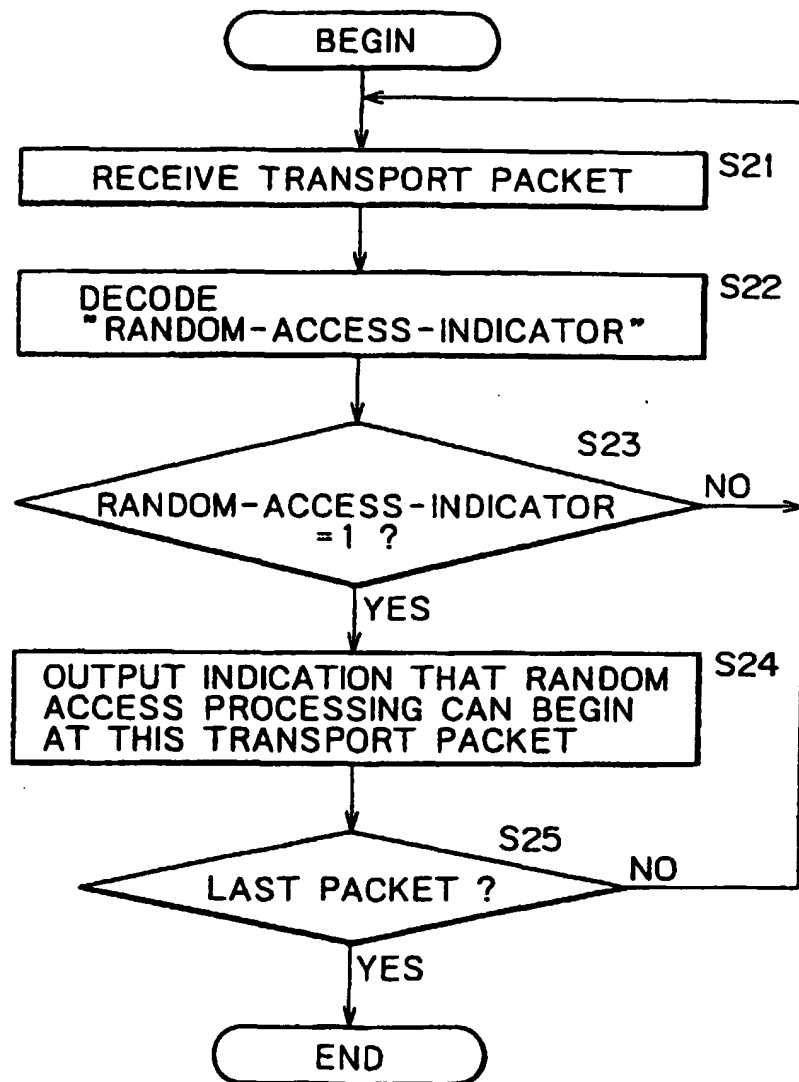 BEGIN
RECEIVE TRANSPORT PACKET
S21
DECODE
"RANDOM-ACCESS-INDICATOR"
S22
S23
RANDOM-ACCESS-INDICATOR
=1 ?
NO
YES
OUTPUT INDICATION THAT RANDOM
ACCESS PROCESSING CAN BEGIN
AT THIS TRANSPORT PACKET
S24
S25
LAST PACKET ?
NO
YES
END